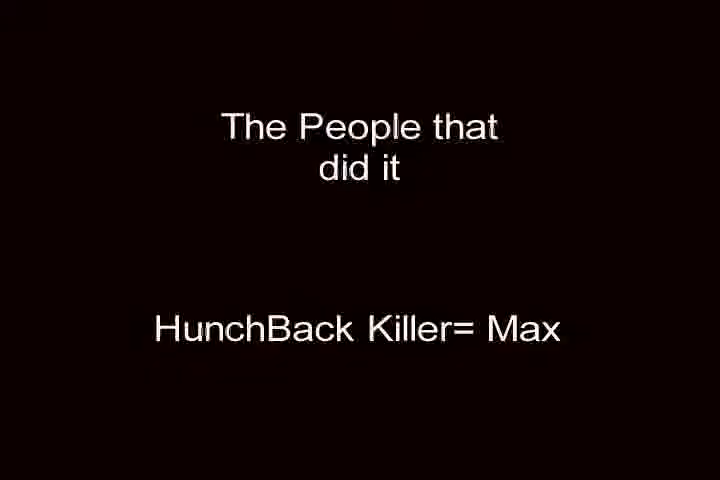 The People that
did it
HunchBack Killer= Max